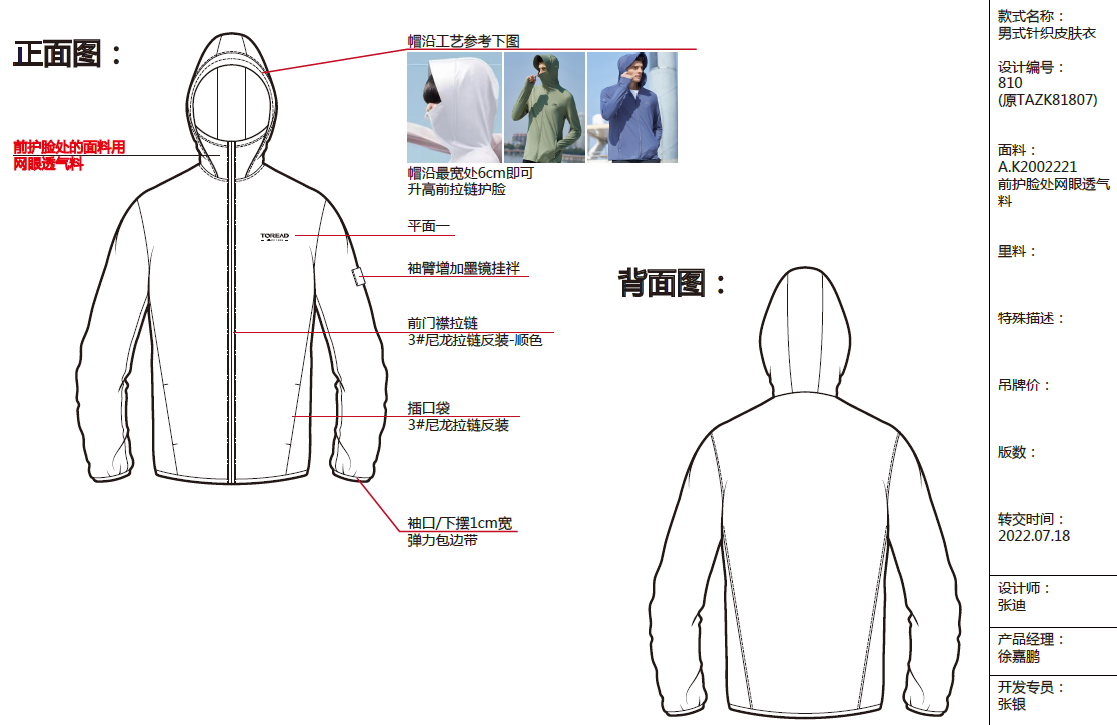 正面图：
帽沿工艺参考下图
前护脸处的面料用
网眼透气料
帽沿最宽处6cm即可
升高前拉链护脸
TOREAD
平面一
袖臂增加墨镜挂袢
前门襟拉链
3#尼龙拉链反装-顺色
插口袋
3#尼龙拉链反装
袖口/下摆1cm宽
弹力包边带
背面图：
款式名称：
男式针织皮肤衣
设计编号：
810
(原TAZK81807)
面料：
A.K2002221
前护脸处网眼透气
料
里料：
特殊描述：
吊牌价：
版数：
转交时间：
2022.07.18
设计师：
张迪
产品经理：
徐嘉鹏
开发专员：
张银